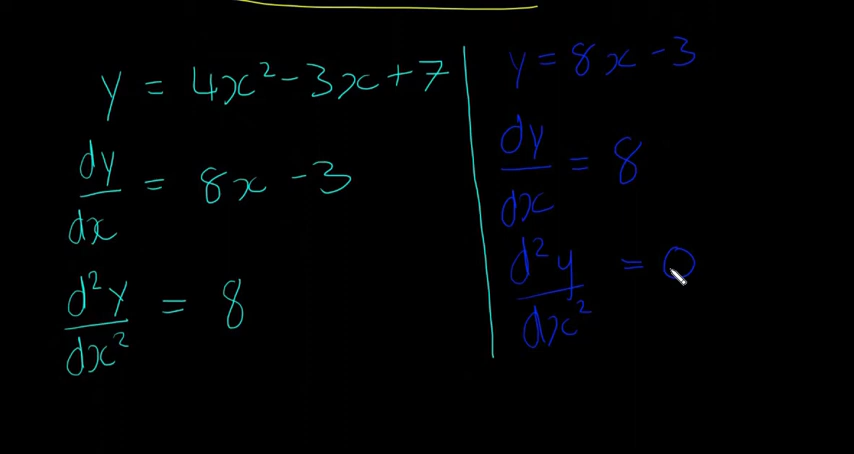 y = 4x² - 3x + 7
dy/dx = 8x - 3
d²y/dx² = 8
y = 8x - 3
dy/dx = 8
d²y/dx² = 0